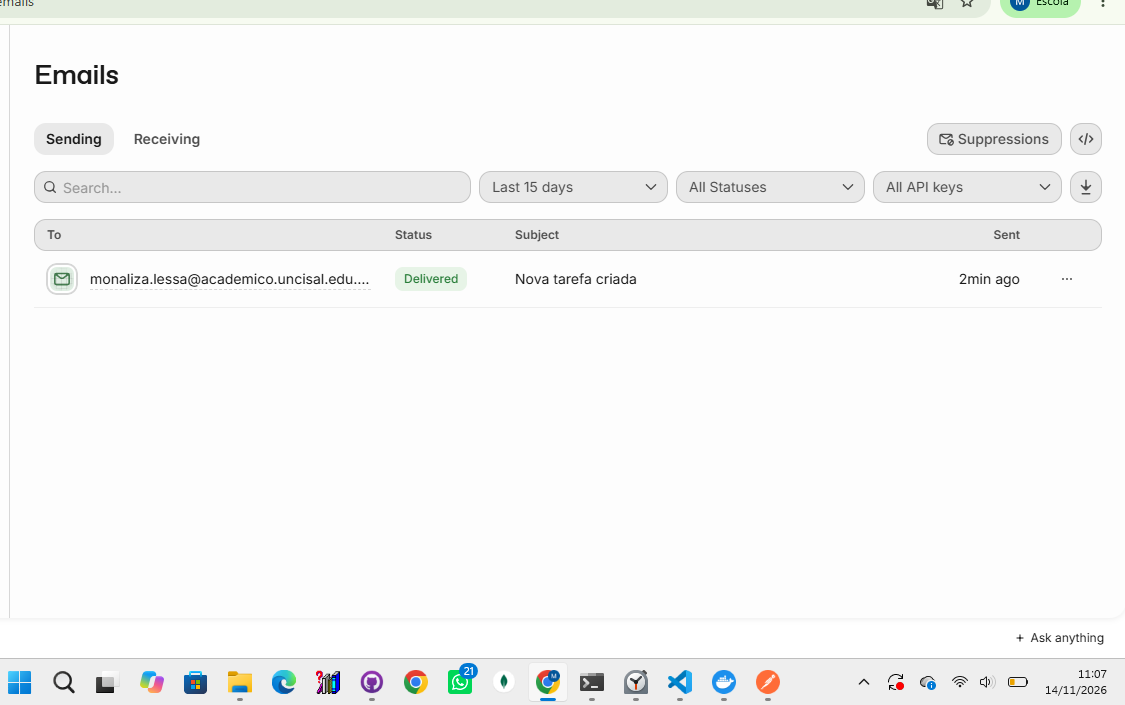 emails
M Escola
Emails
Sending Receiving Suppressions </>
Search... Last 15 days All Statuses All API keys
To Status Subject Sent
monaliza.lessa@academico.uncisal.edu.... Delivered Nova tarefa criada 2min ago ...
+ Ask anything
21
M
11:07
14/11/2026